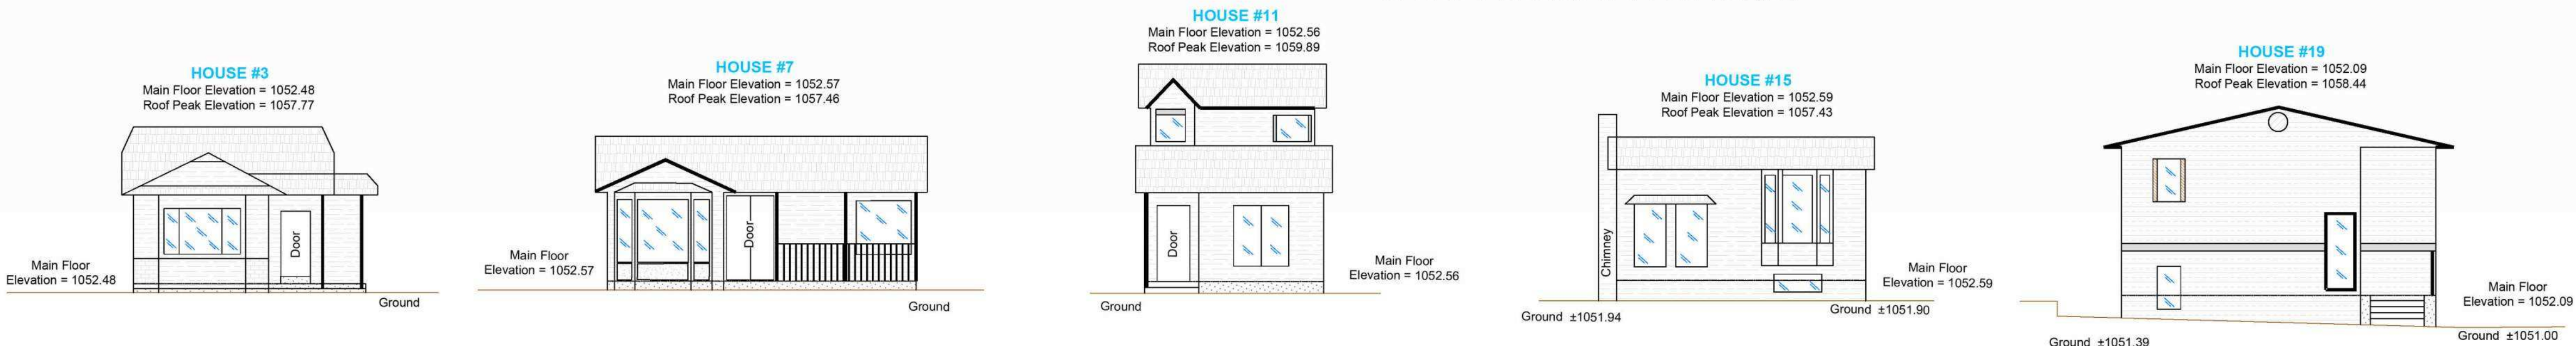 HOUSE #3
Main Floor Elevation = 1052.48
Roof Peak Elevation = 1057.77
Door
Main Floor
Elevation = 1052.48
Ground
HOUSE #7
Main Floor Elevation = 1052.57
Roof Peak Elevation = 1057.46
Door
Main Floor
Elevation = 1052.57
Ground
HOUSE #11
Main Floor Elevation = 1052.56
Roof Peak Elevation = 1059.89
Door
Main Floor
Elevation = 1052.56
Ground
HOUSE #15
Main Floor Elevation = 1052.59
Roof Peak Elevation = 1057.43
Chimney
Main Floor
Elevation = 1052.59
Ground ±1051.94
Ground ±1051.90
HOUSE #19
Main Floor Elevation = 1052.09
Roof Peak Elevation = 1058.44
Main Floor
Elevation = 1052.09
Ground ±1051.39
Ground ±1051.00